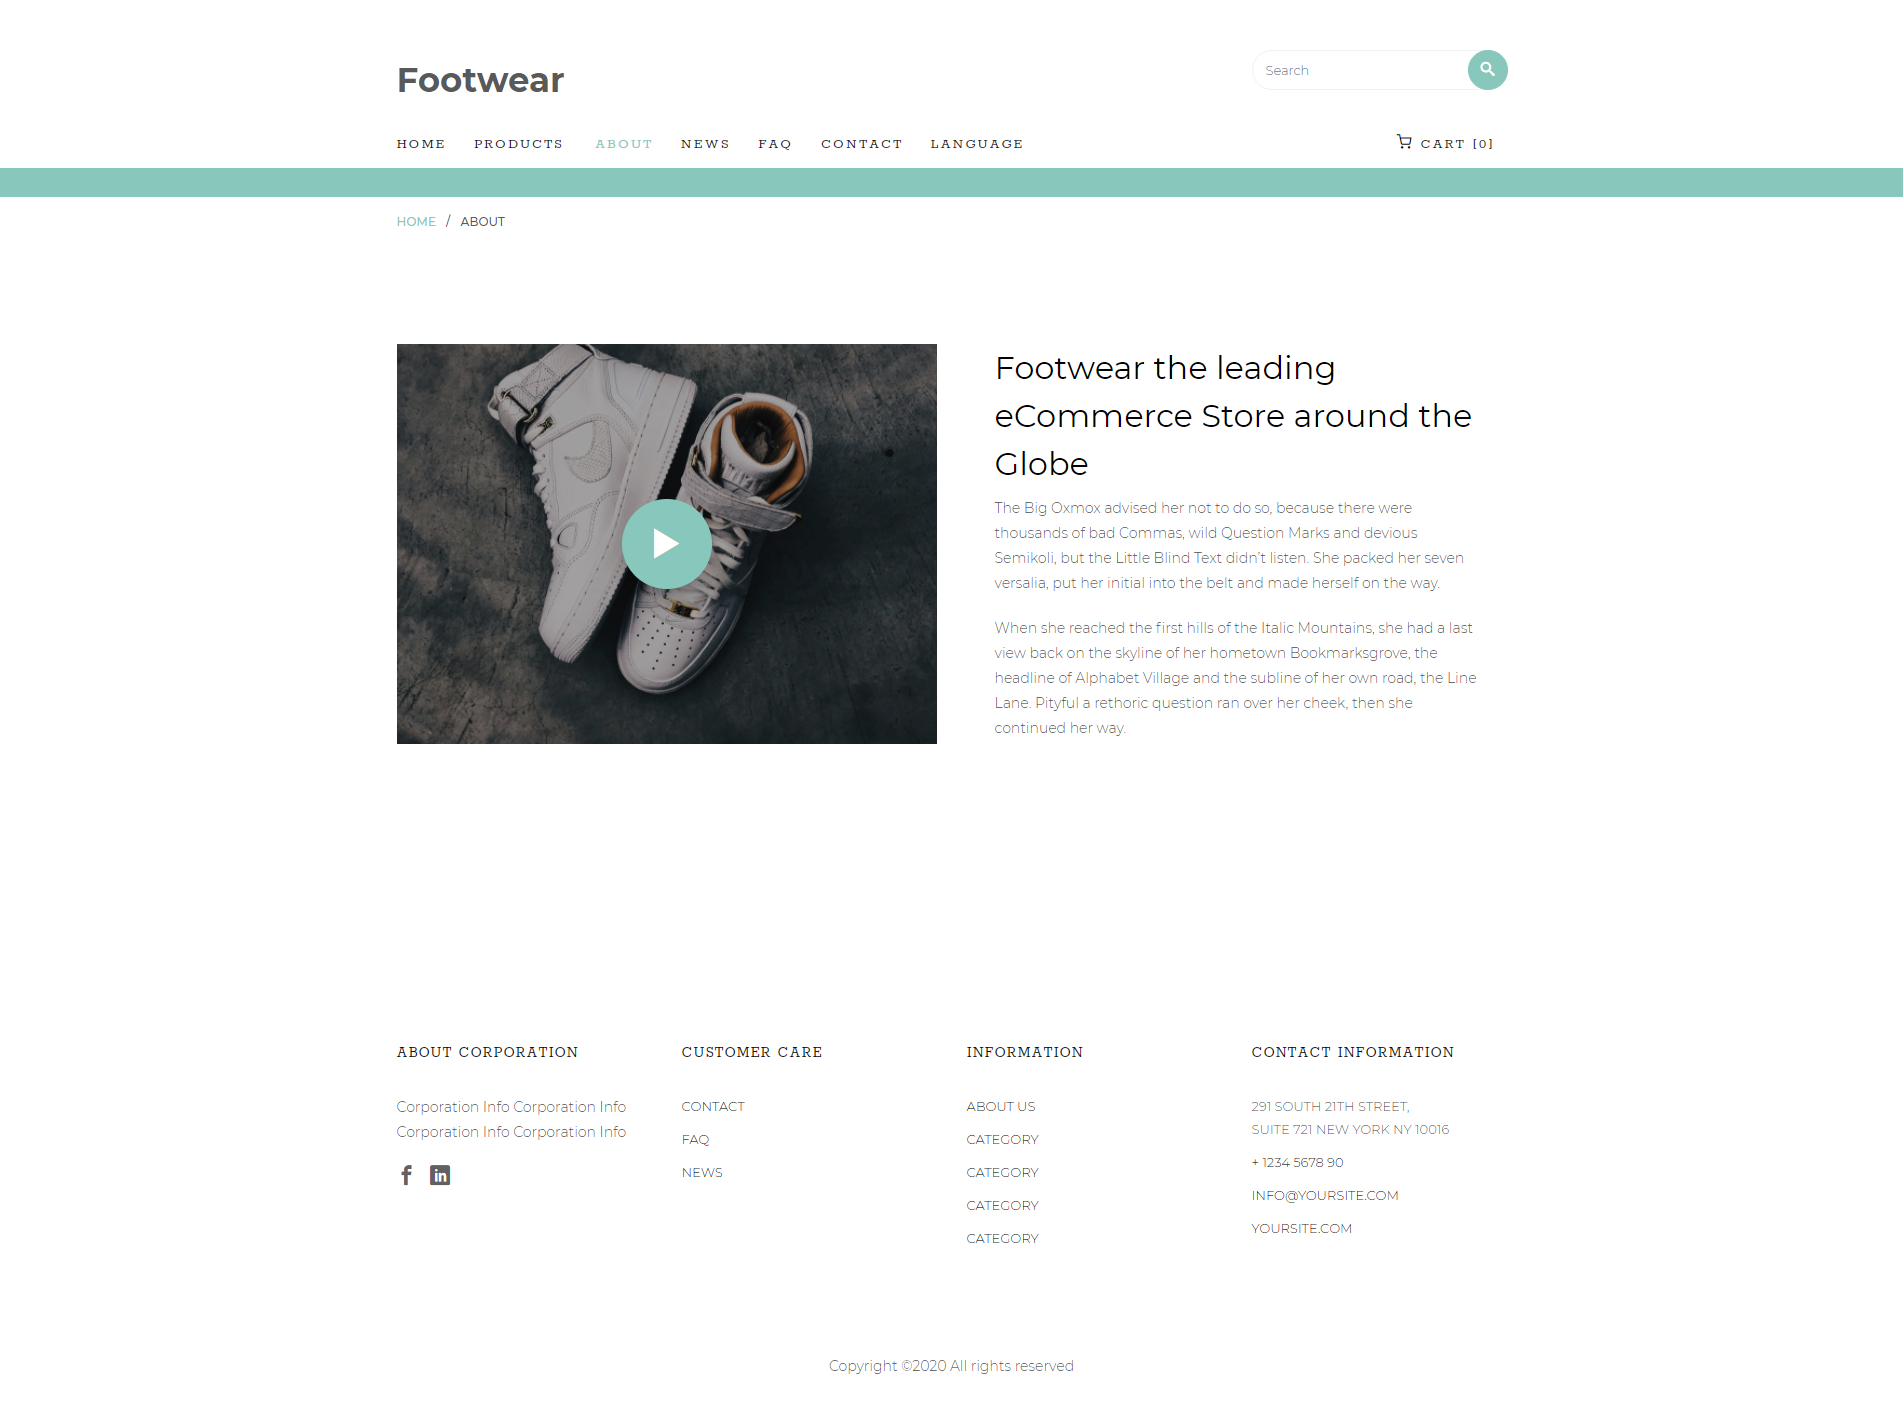 Footwear
Search
HOME PRODUCTS ABOUT NEWS FAQ CONTACT LANGUAGE CART [0]
HOME / ABOUT
Footwear the leading
eCommerce Store around the
Globe
The Big Oxmox advised her not to do so, because there were
thousands of bad Commas, wild Question Marks and devious
Semikoli, but the Little Blind Text didn't listen. She packed her seven
versalia, put her initial into the belt and made herself on the way.
When she reached the first hills of the Italic Mountains, she had a last
view back on the skyline of her hometown Bookmarksgrove, the
headline of Alphabet Village and the subline of her own road, the Line
Lane. Pityful a rethoric question ran over her cheek, then she
continued her way.
ABOUT CORPORATION
Corporation Info Corporation Info
Corporation Info Corporation Info
CUSTOMER CARE
CONTACT
FAQ
NEWS
INFORMATION
ABOUT US
CATEGORY
CATEGORY
CATEGORY
CATEGORY
CONTACT INFORMATION
291 SOUTH 21TH STREET,
SUITE 721 NEW YORK NY 10016
+ 1234 5678 90
INFO@YOURSITE.COM
YOURSITE.COM
Copyright ©2020 All rights reserved